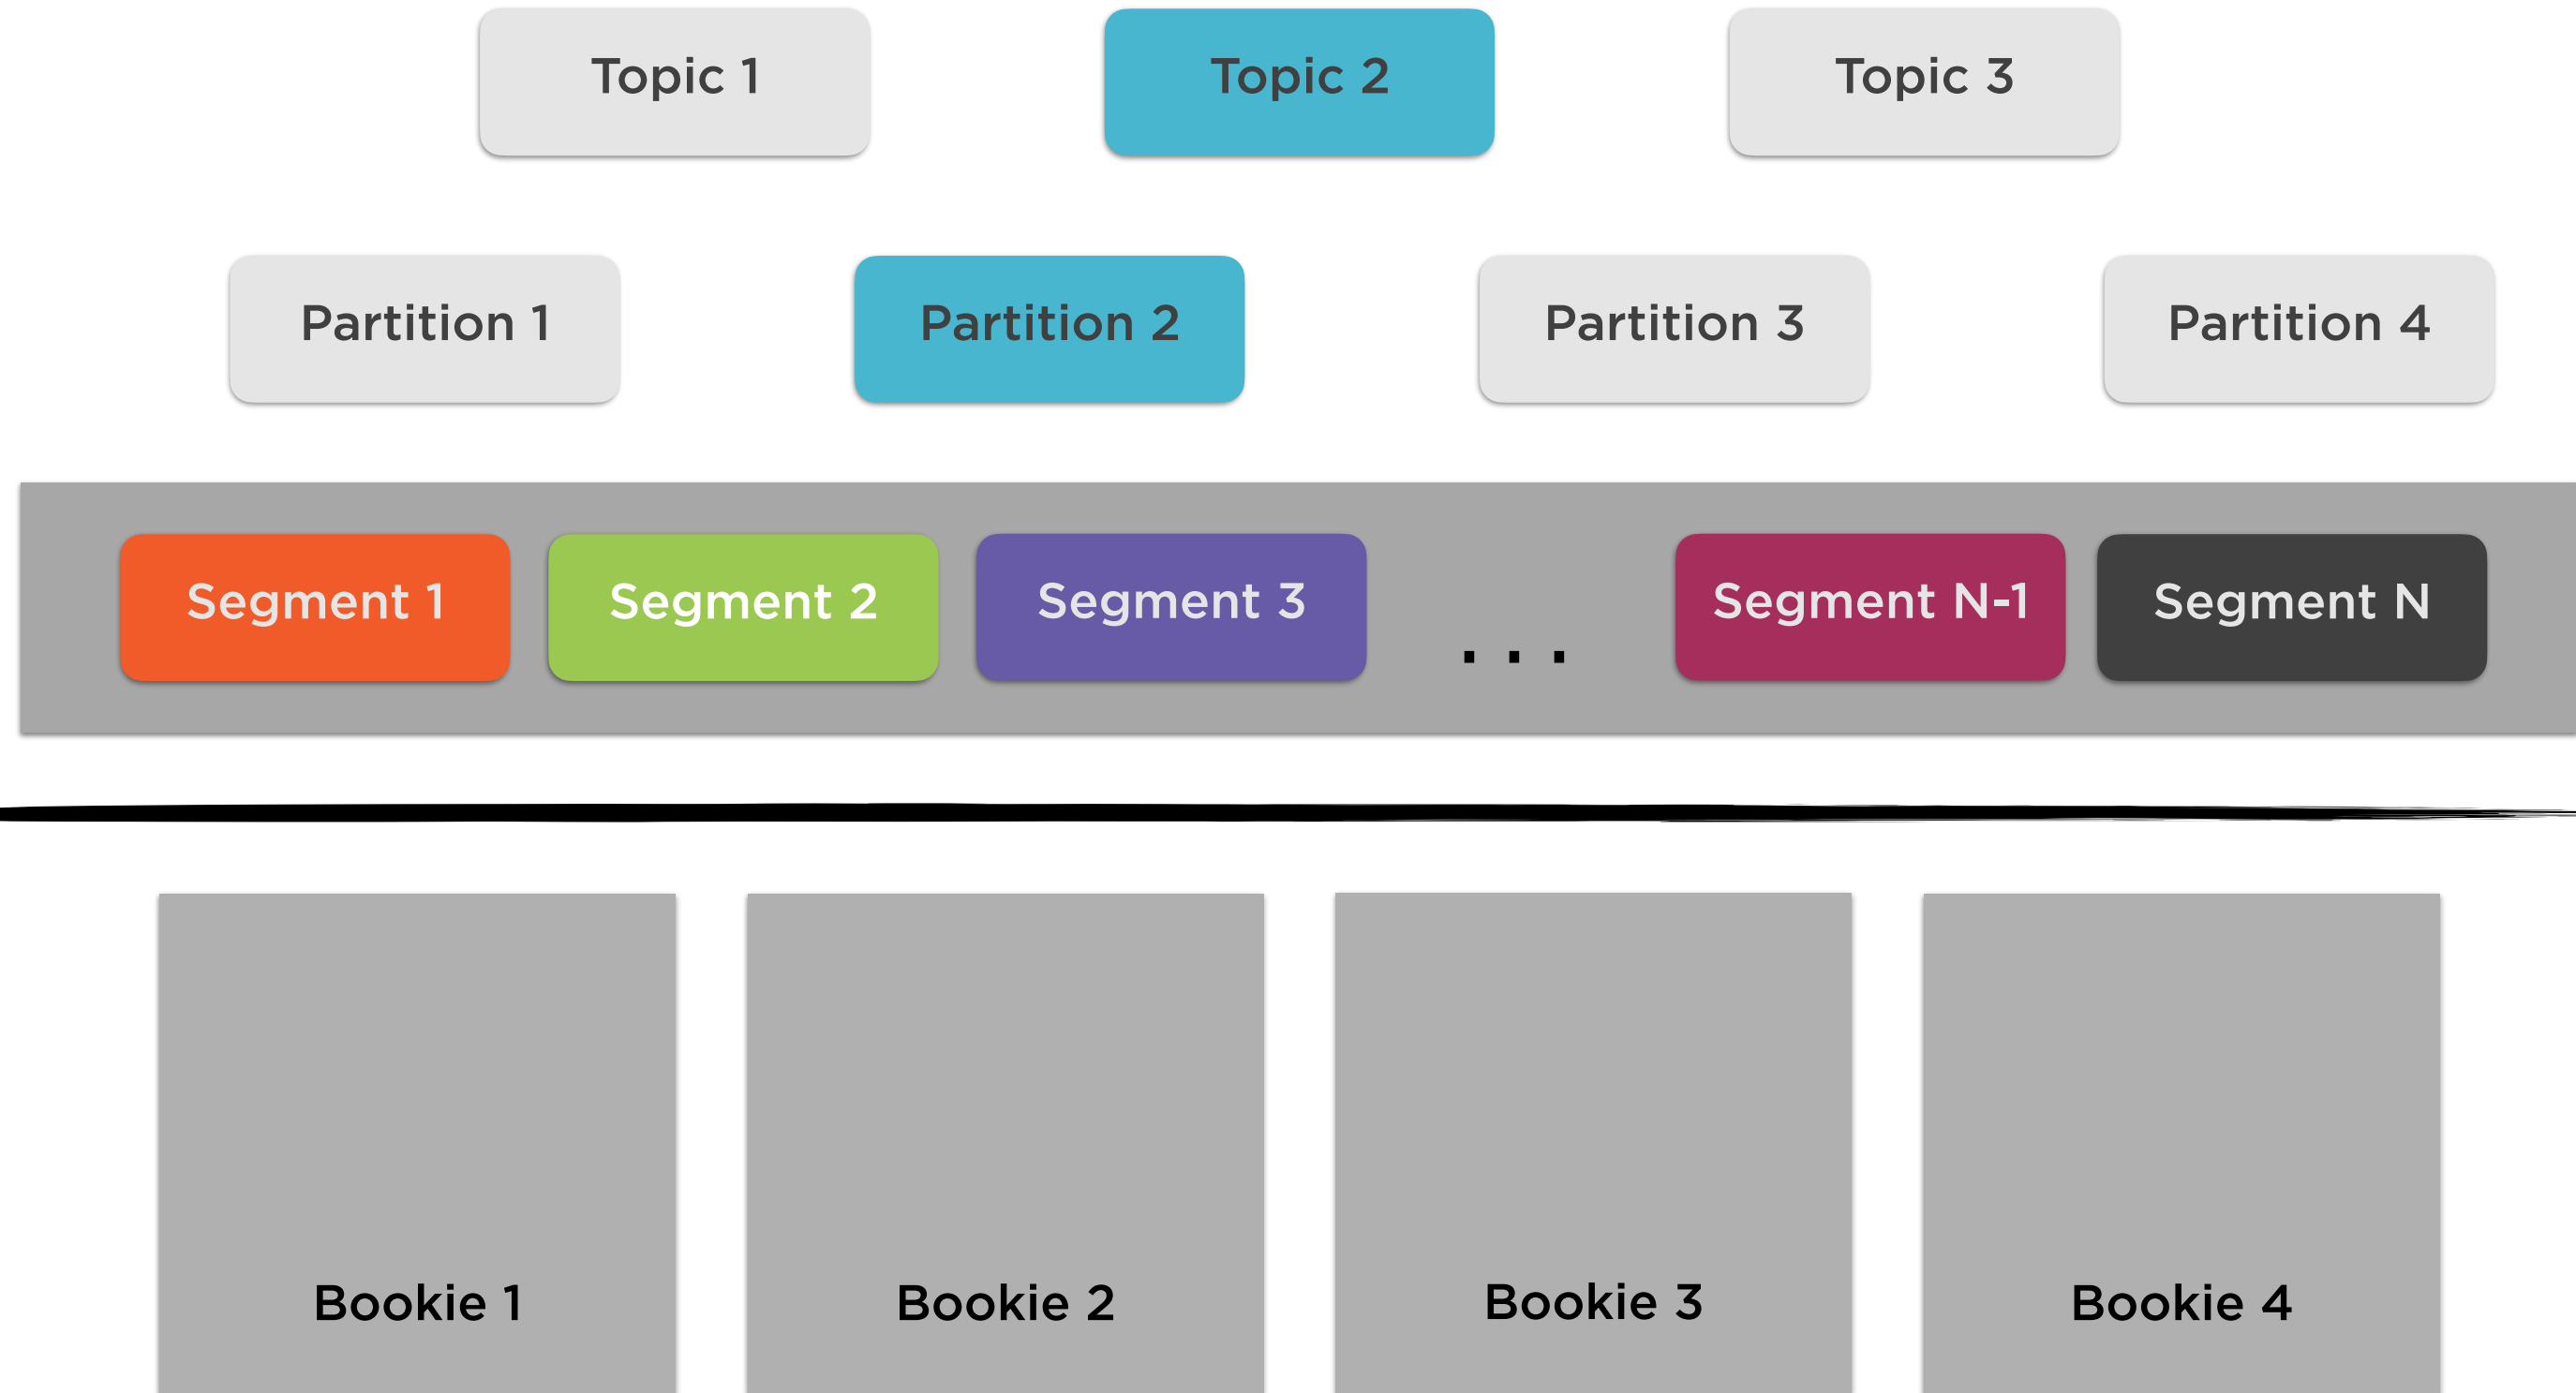 Topic 1
Topic 2
Topic 3
Partition 1
Partition 2
Partition 3
Partition 4
Segment 1
Segment 2
Segment 3
...
Segment N-1
Segment N
Bookie 1
Bookie 2
Bookie 3
Bookie 4